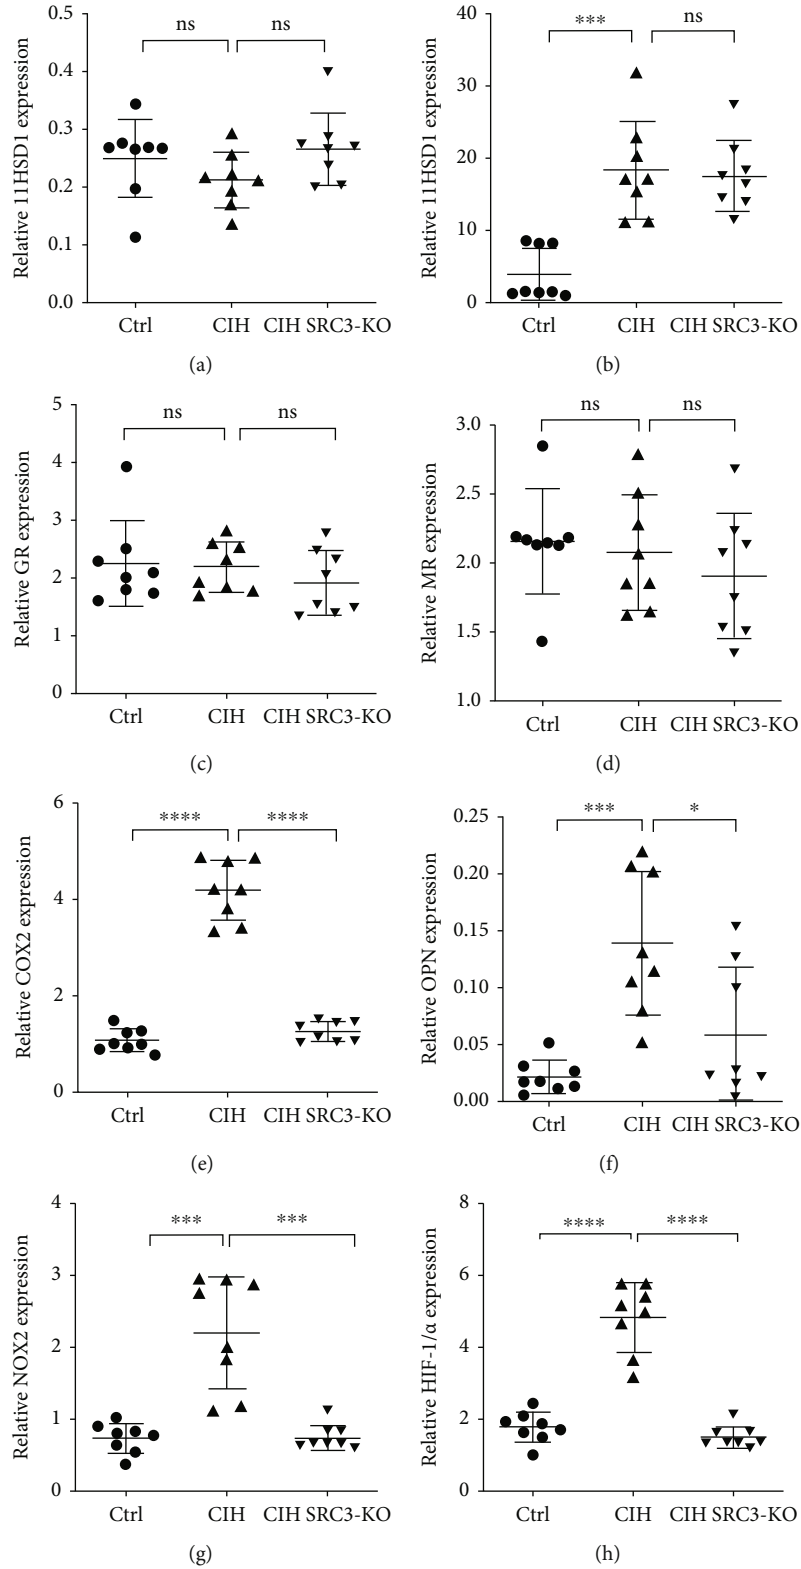 Relative 11HSD1 expression
0.5
0.4
0.3
0.2
0.1
0.0
ns
ns
Ctrl
CIH
CIH SRC3-KO
(a)
Relative 11HSD1 expression
40
30
20
10
0
***
ns
Ctrl
CIH
CIH SRC3-KO
(b)
Relative GR expression
5
4
3
2
1
0
ns
ns
Ctrl
CIH
CIH SRC3-KO
(c)
Relative MR expression
3.0
2.5
2.0
1.5
1.0
ns
ns
Ctrl
CIH
CIH SRC3-KO
(d)
Relative COX2 expression
6
4
2
0
****
****
Ctrl
CIH
CIH SRC3-KO
(e)
Relative OPN expression
0.25
0.20
0.15
0.10
0.05
0.00
***
*
Ctrl
CIH
CIH SRC3-KO
(f)
Relative NOX2 expression
4
3
2
1
0
***
***
Ctrl
CIH
CIH SRC3-KO
(g)
Relative HIF-1/α expression
8
6
4
2
0
****
****
Ctrl
CIH
CIH SRC3-KO
(h)